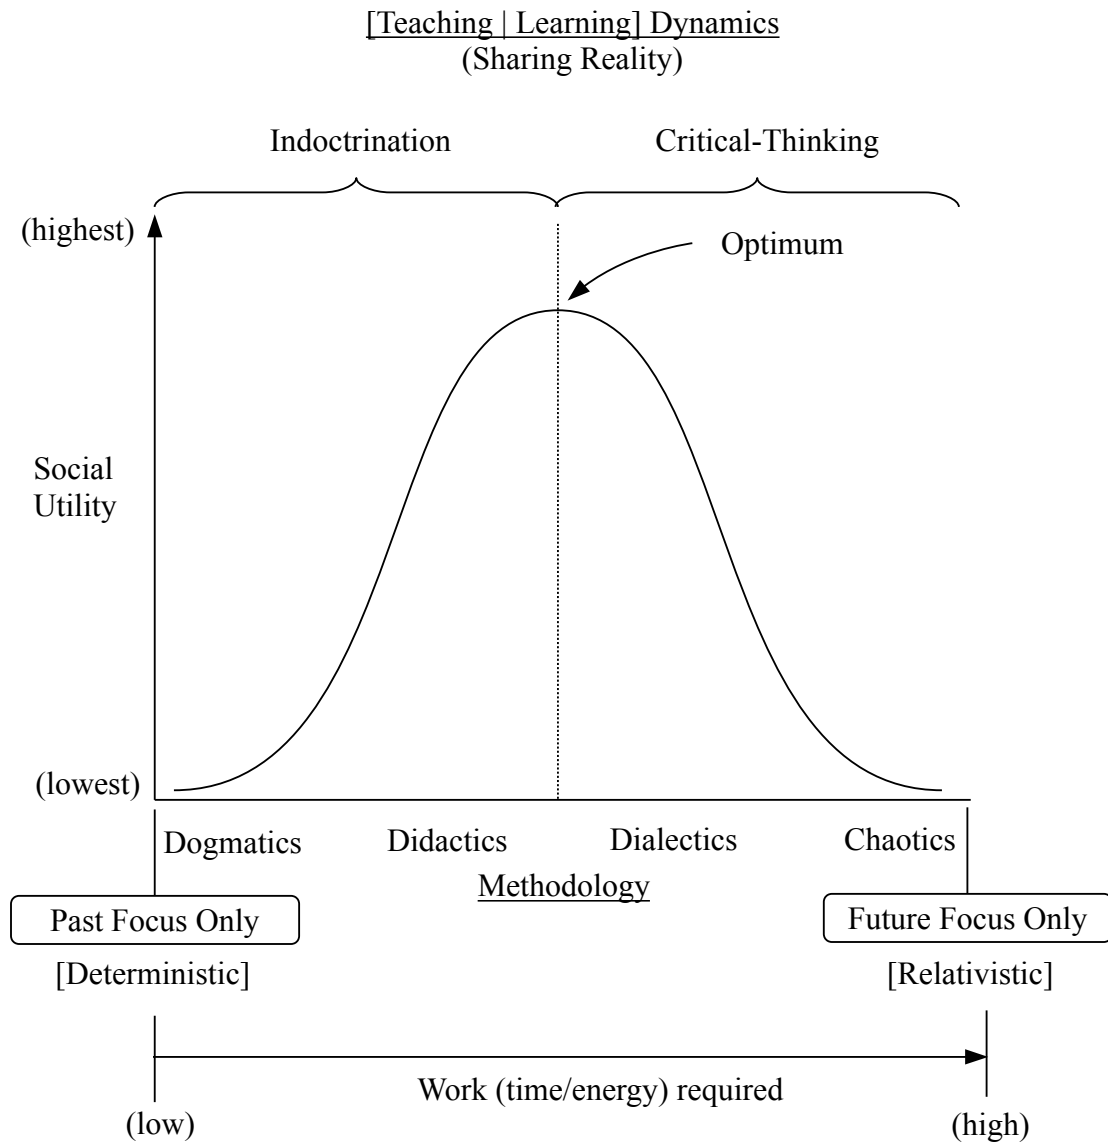 [Teaching | Learning] Dynamics
(Sharing Reality)
Indoctrination
Critical-Thinking
(highest)
Optimum
Social
Utility
(lowest)
Dogmatics
Didactics
Dialectics
Chaotics
Methodology
Past Focus Only
Future Focus Only
[Deterministic]
[Relativistic]
Work (time/energy) required
(low)
(high)